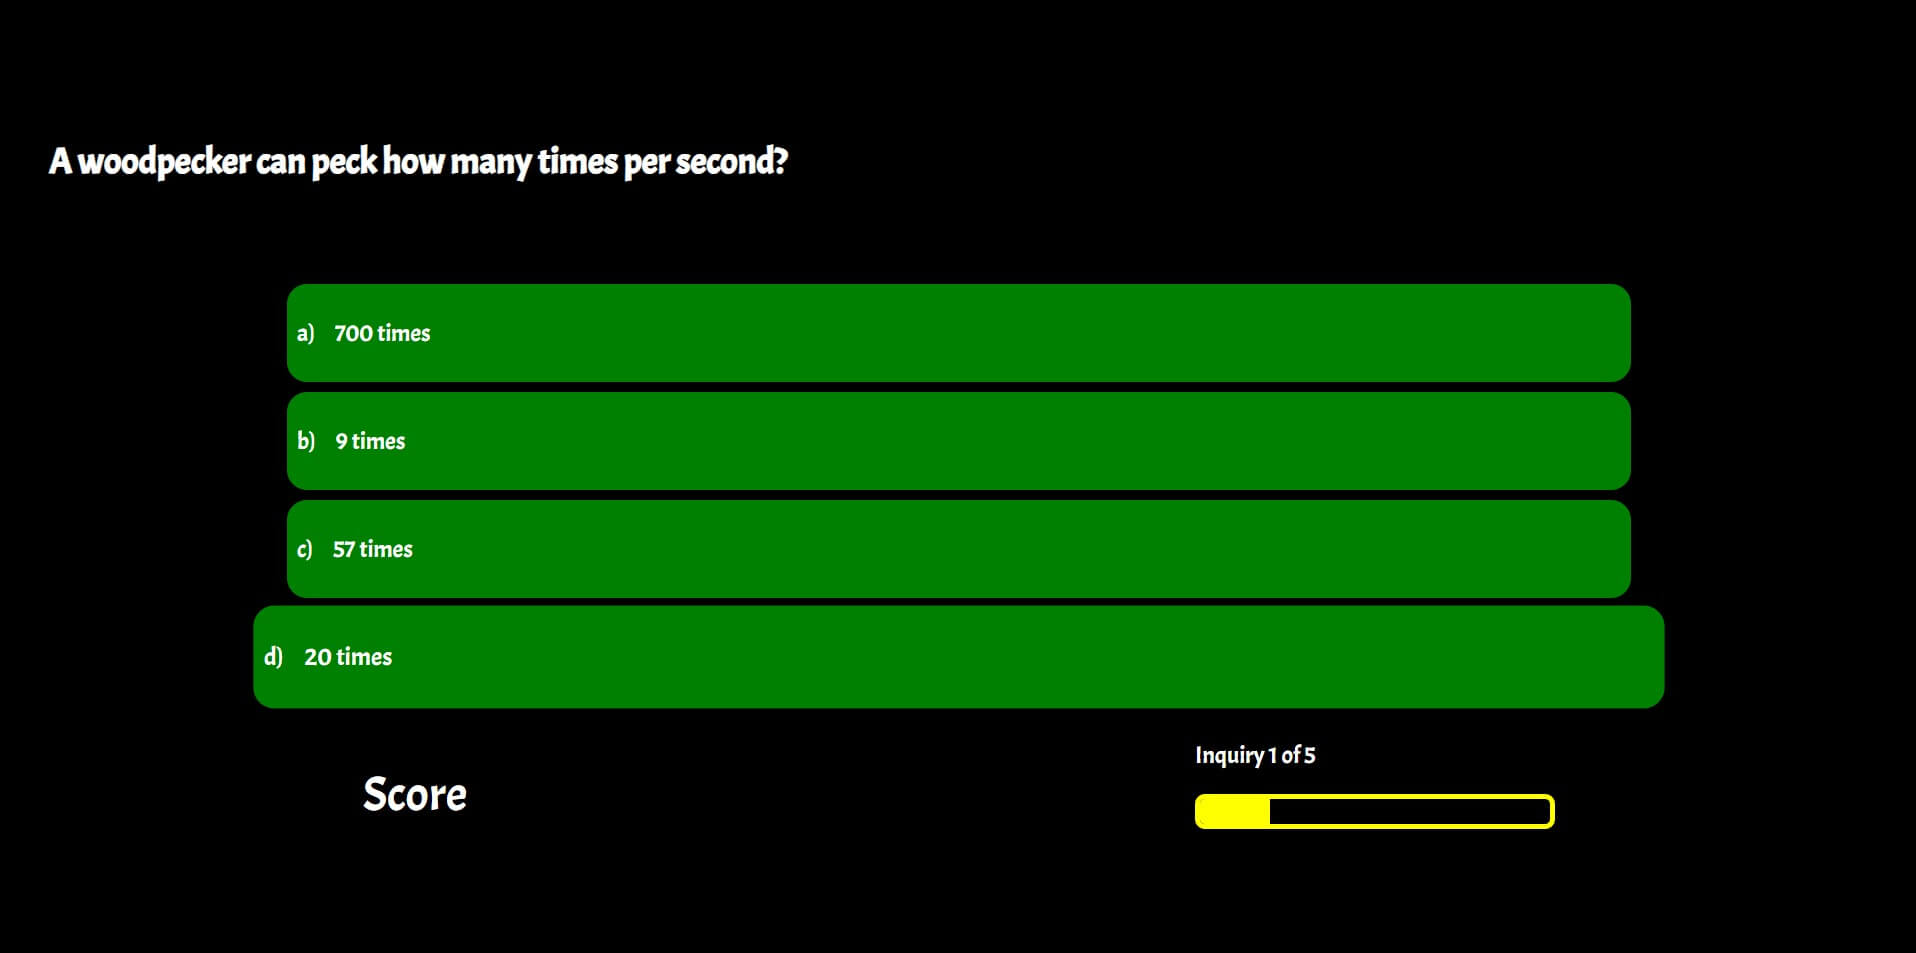 A woodpecker can peck how many times per second?
a) 700 times
b) 9 times
c) 57 times
d) 20 times
Inquiry 1 of 5
Score